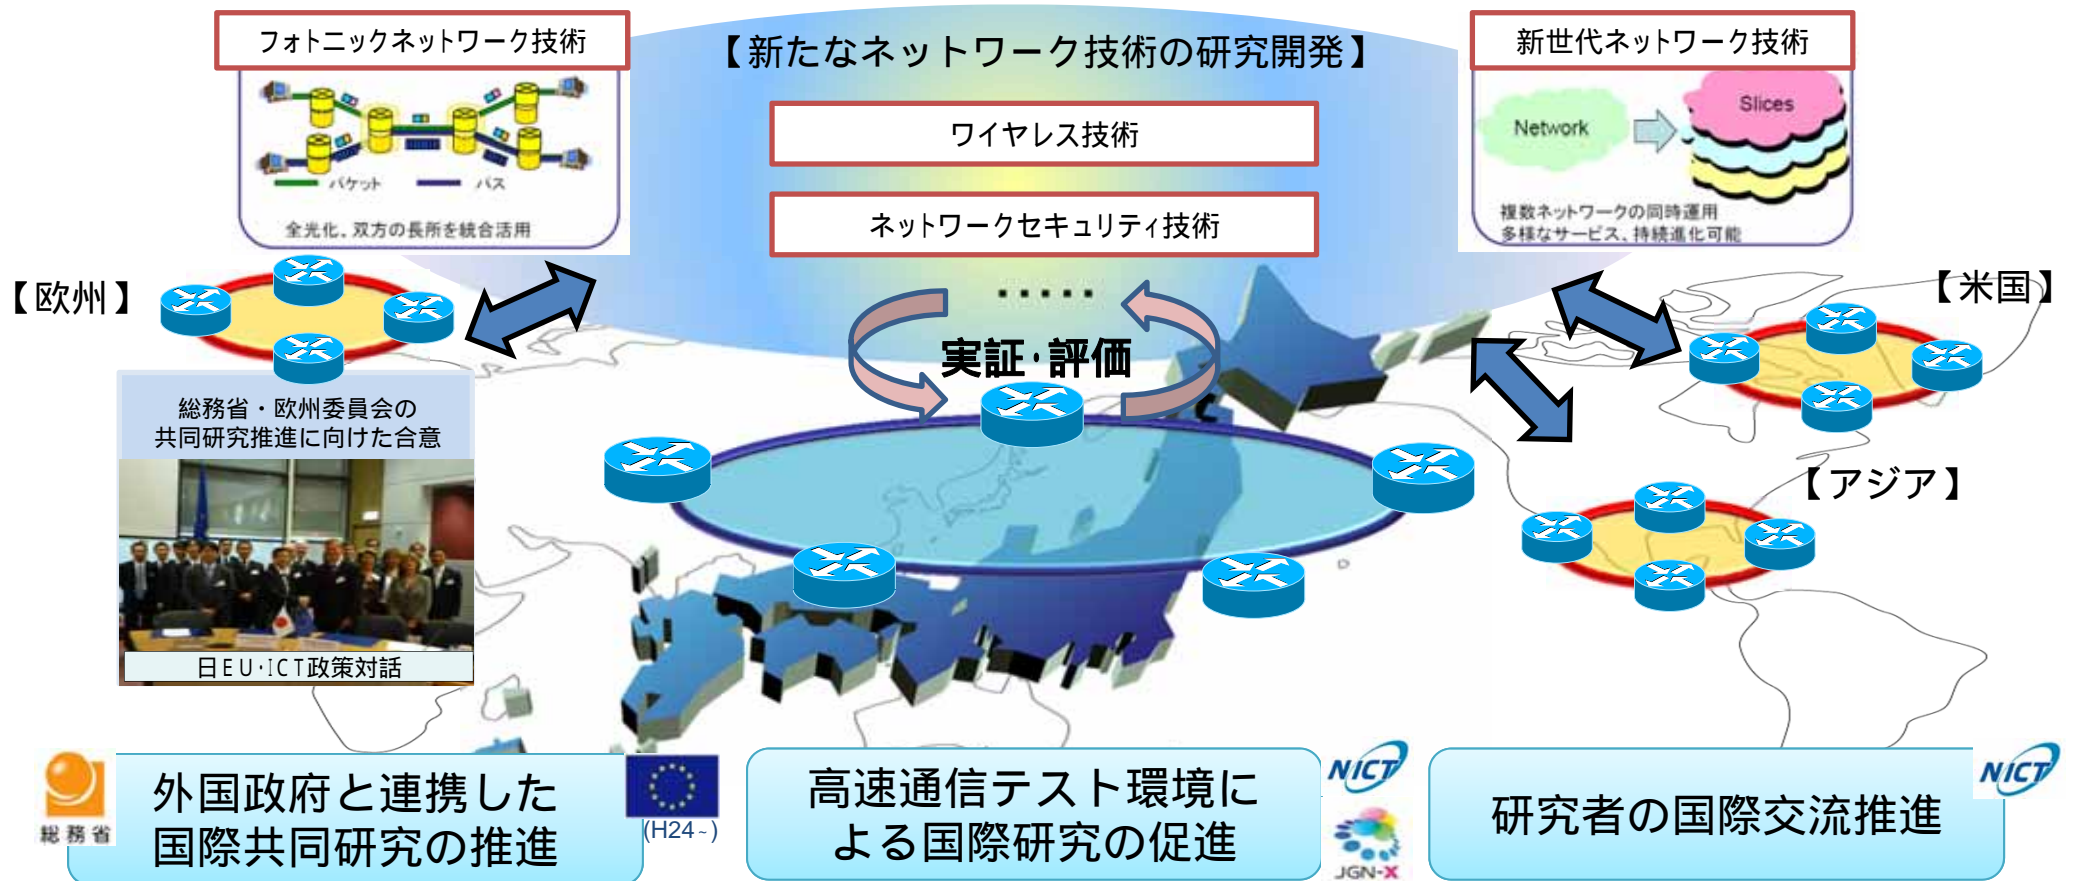 フォトニックネットワーク技術
【新たなネットワーク技術の研究開発】
新世代ネットワーク技術
ワイヤレス技術
ネットワークセキュリティ技術
・・・・・
パケット
パス
全光化、双方の長所を統合活用
Network
Slices
複数ネットワークの同時運用
多様なサービス、持続進化可能
【欧州】
【米国】
実証・評価
総務省・欧州委員会の
共同研究推進に向けた合意
【アジア】
日EU・ICT政策対話
総務省
外国政府と連携した
国際共同研究の推進
(H24~)
高速通信テスト環境に
よる国際研究の促進
NICT
JGN-X
研究者の国際交流推進
NICT